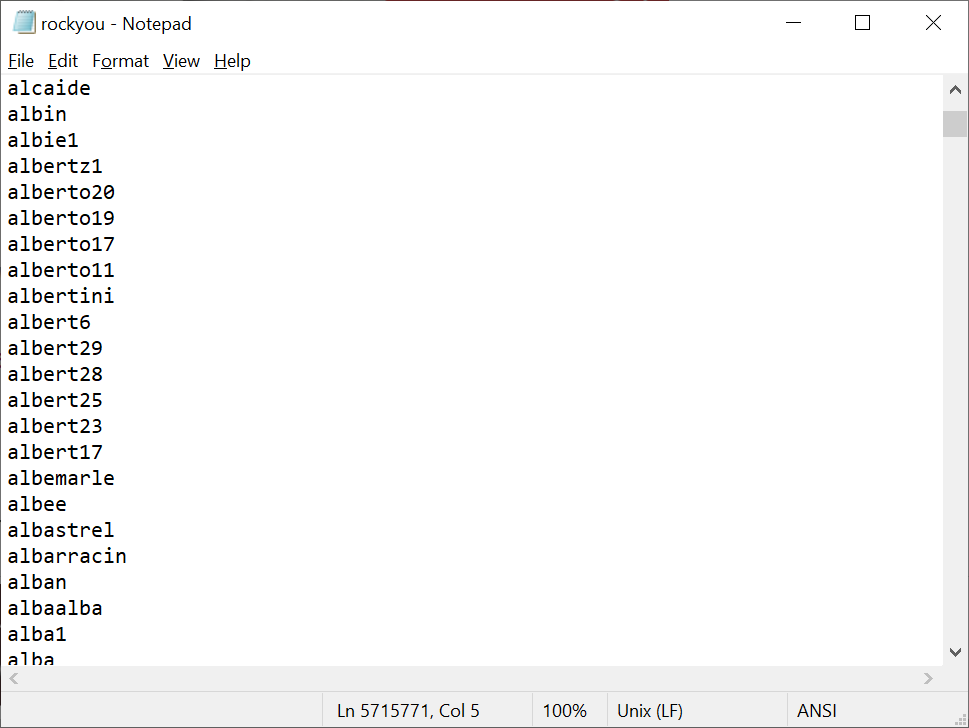 rockyou - Notepad
File Edit Format View Help
alcaide
albin
albie1
albertz1
alberto20
alberto19
alberto17
alberto11
albertini
albert6
albert29
albert28
albert25
albert23
albert17
albemarle
albee
albastrel
albarracin
alban
albaalba
alba1
alba
Ln 5715771, Col 5 100% Unix (LF) ANSI